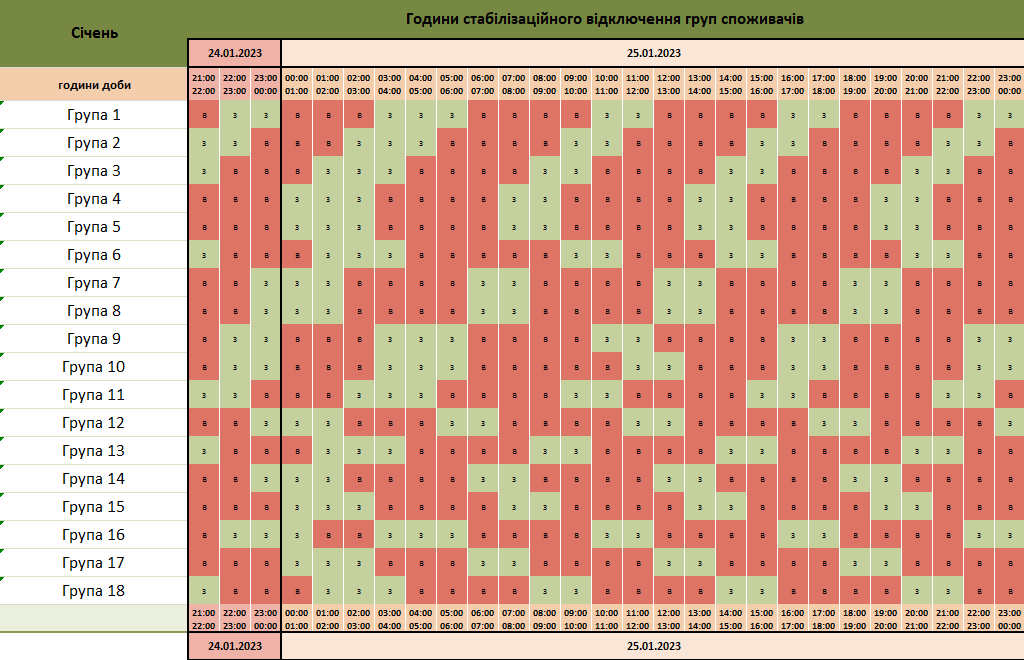 Січень
Години стабілізаційного відключення груп споживачів
24.01.2023 25.01.2023
години доби
21:00 22:00 23:00 00:00 01:00 02:00 03:00 04:00 05:00 06:00 07:00 08:00 09:00 10:00 11:00 12:00 13:00 14:00 15:00 16:00 17:00 18:00 19:00 20:00 21:00 22:00 23:00
22:00 23:00 00:00 01:00 02:00 03:00 04:00 05:00 06:00 07:00 08:00 09:00 10:00 11:00 12:00 13:00 14:00 15:00 16:00 17:00 18:00 19:00 20:00 21:00 22:00 23:00 00:00
Група 1 В З З В В В З З З В В В В З З В В В В З З В В В В З З
Група 2 З З В В В З З З В В В В З З В В В В З З В В В В З З В
Група 3 З В В В З З З В В В В З З В В В В З З В В В В З З В В
Група 4 В В В З З З В В В В З З В В В В З З В В В В З З В В В
Група 5 В В В З З З В В В В З З В В В В З З В В В В З З В В В
Група 6 З В В В З З З В В В В В З З В В В З З В В В В З З В В
Група 7 В В З З З В В В В З З В В В В З З В В В В З З В В В В
Група 8 В В З З З В В В В З З В В В В З З В В В В З З В В В В
Група 9 В З З В В В З З З В В В В З З В В В В З З В В В В З З
Група 10 В З З В В В З З З В В В В В З З В В В З З В В В В З З
Група 11 З З В В В З З З В В В В З З В В В В З З В В В В З З В
Група 12 В В З З З В В В З З В В В В З З В В В В З З В В В В З
Група 13 З В В В З З З В В В В З З В В В В З З В В В В З З В В
Група 14 В В З З З В В В В З З В В В В З З В В В В З З В В В В
Група 15 В В В З З З В В В В З З В В В В З З В В В В З З В В В
Група 16 В З З З В В З З З В В В В З З В В В В З З В В В В З З
Група 17 В В В З З З В В В З З В В В В З З В В В В З З В В В В
Група 18 З В В В З З З В В В В З З В В В В З З В В В В З З В В
21:00 22:00 23:00 00:00 01:00 02:00 03:00 04:00 05:00 06:00 07:00 08:00 09:00 10:00 11:00 12:00 13:00 14:00 15:00 16:00 17:00 18:00 19:00 20:00 21:00 22:00 23:00
22:00 23:00 00:00 01:00 02:00 03:00 04:00 05:00 06:00 07:00 08:00 09:00 10:00 11:00 12:00 13:00 14:00 15:00 16:00 17:00 18:00 19:00 20:00 21:00 22:00 23:00 00:00
24.01.2023 25.01.2023